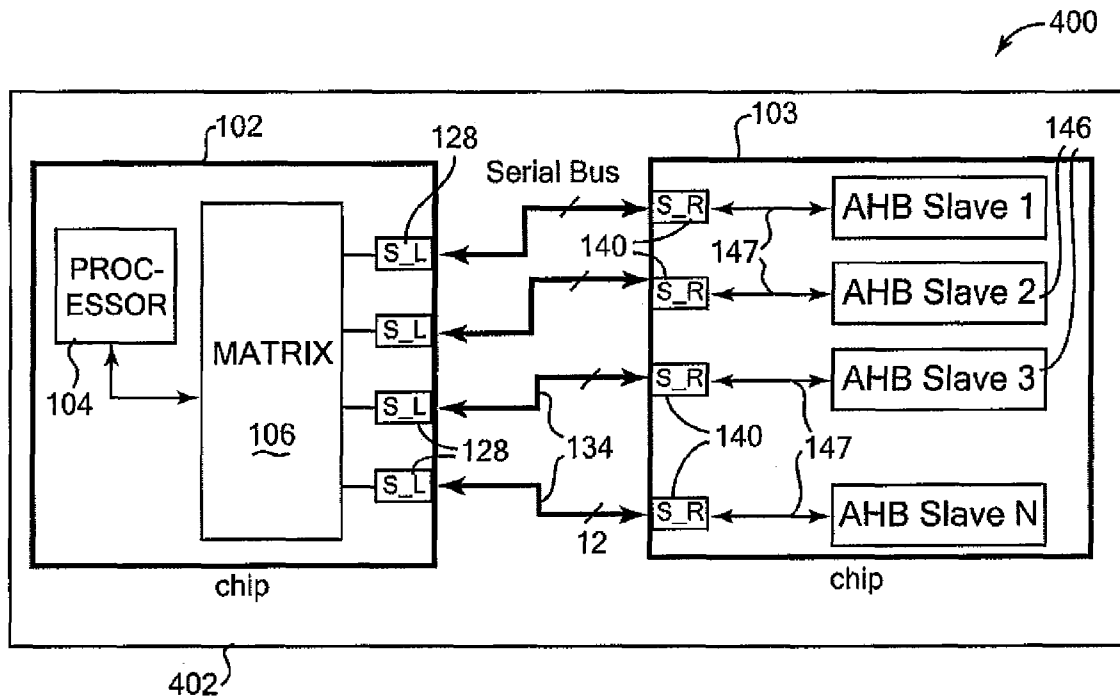 400
102
128
Serial Bus
103
146
S_L
S_R
AHB Slave 1
PROC-
ESSOR
140
147
S_L
S_R
AHB Slave 2
MATRIX
104
S_L
S_R
AHB Slave 3
106
128
134
140
147
S_L
S_R
AHB Slave N
12
chip
chip
402